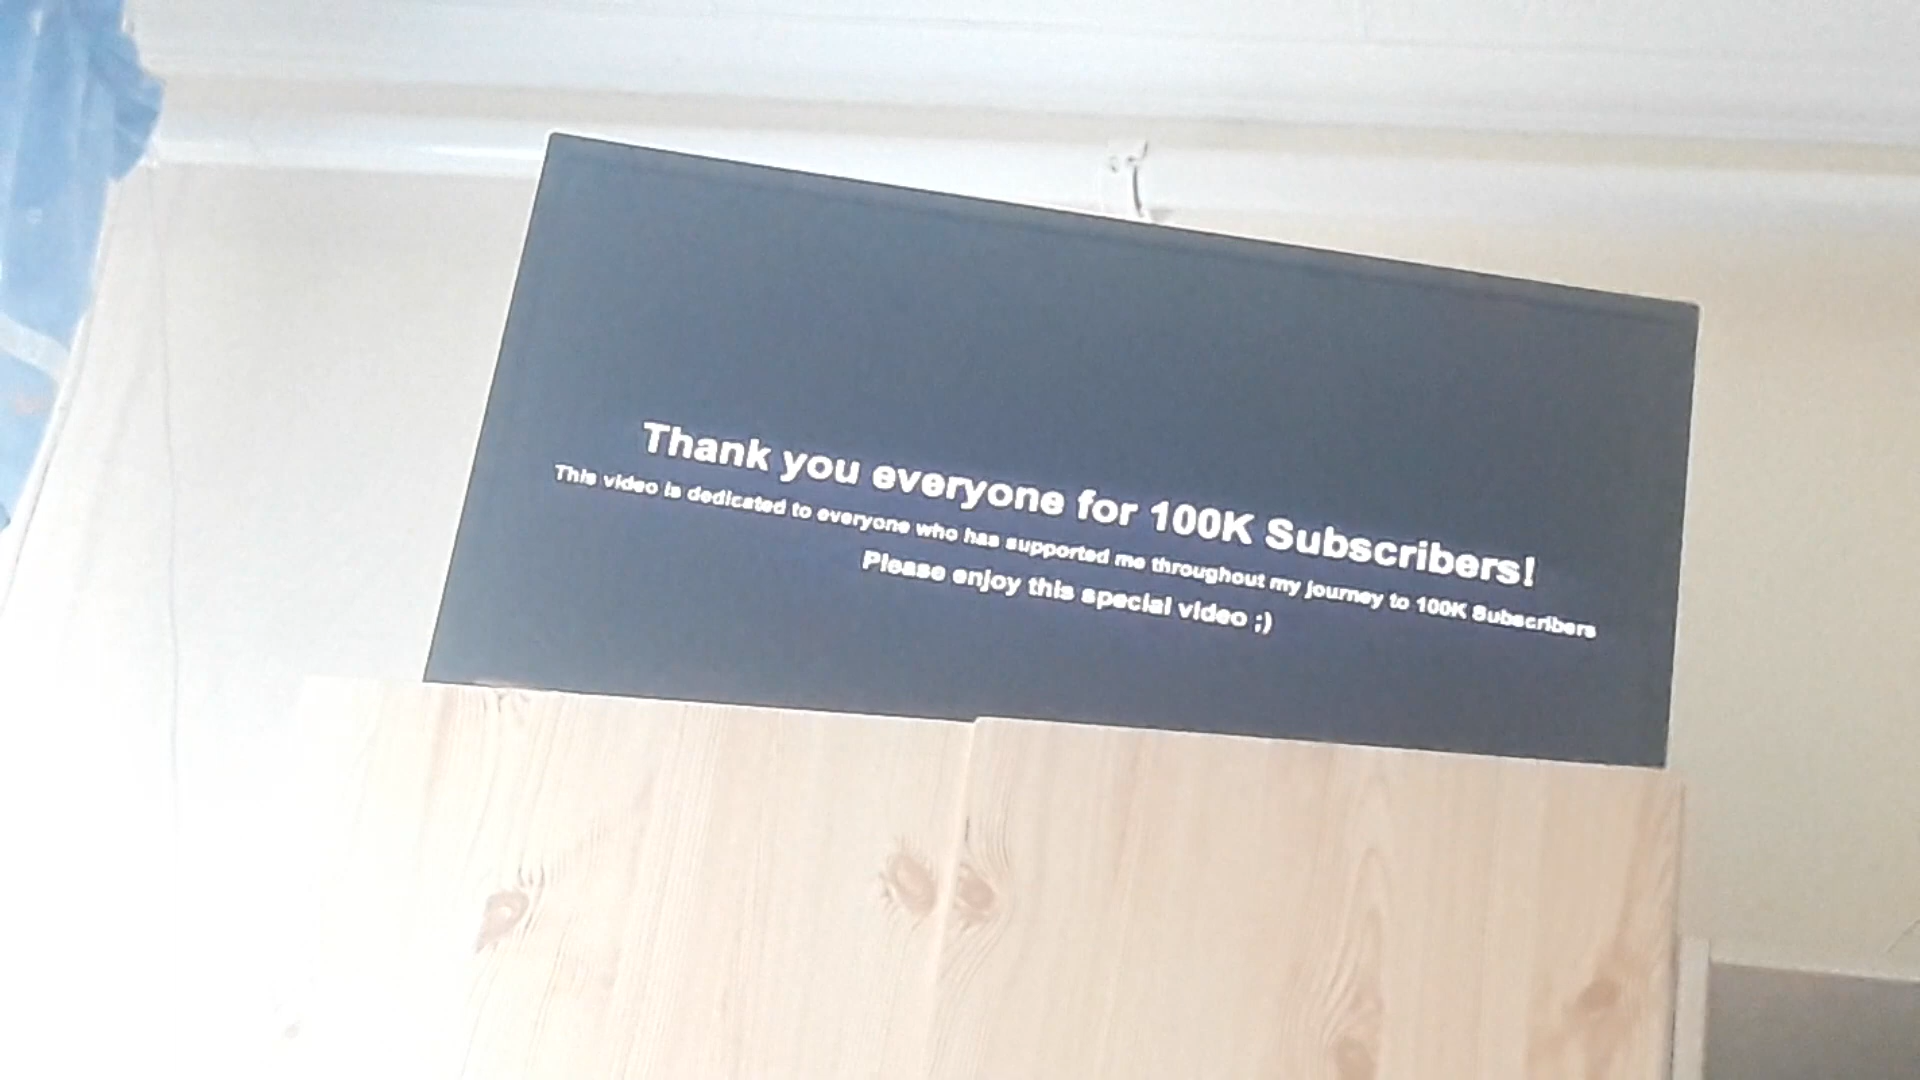 Thank you everyone for 100K Subscribers!
This video is dedicated to everyone who has supported me throughout my journey to 100K Subscribers
Please enjoy this special video ;)